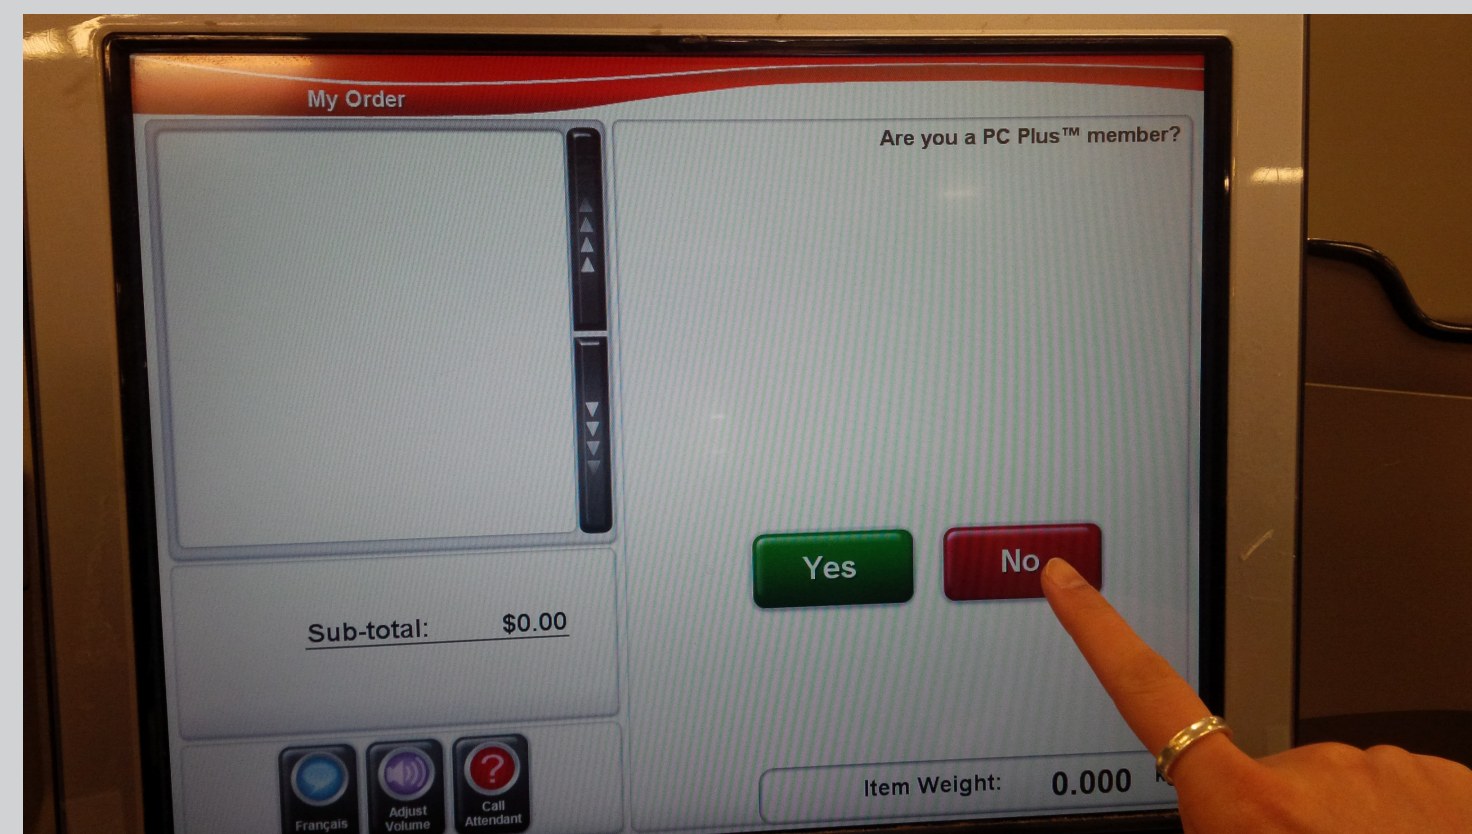 My Order
Are you a PC Plus™ member?
Yes
No
Sub-total: $0.00
Français
Adjust
Volume
Call
Attendant
Item Weight: 0.000